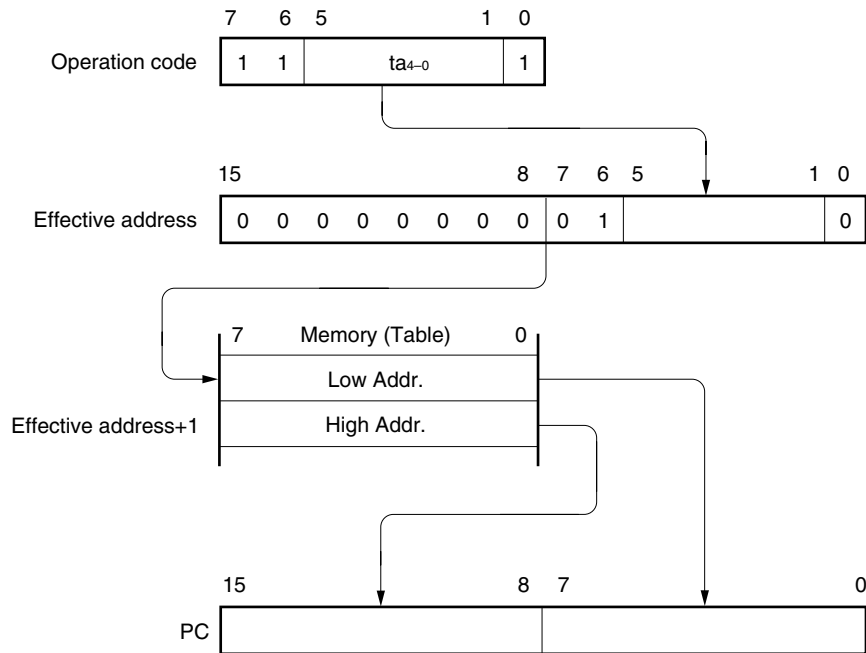 7 6 5 1 0
Operation code 1 1 ta4–0 1
15 8 7 6 5 1 0
Effective address 0 0 0 0 0 0 0 0 0 1 0
7 Memory (Table) 0
Low Addr.
Effective address+1 High Addr.
15 8 7 0
PC